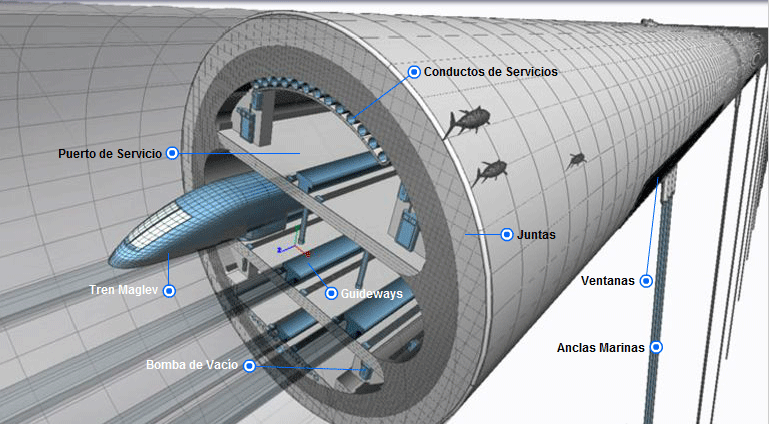 Conductos de Servicios
Puerto de Servicio
Juntas
Ventanas
Tren Maglev
Guideways
Anclas Marinas
Bomba de Vacio
z